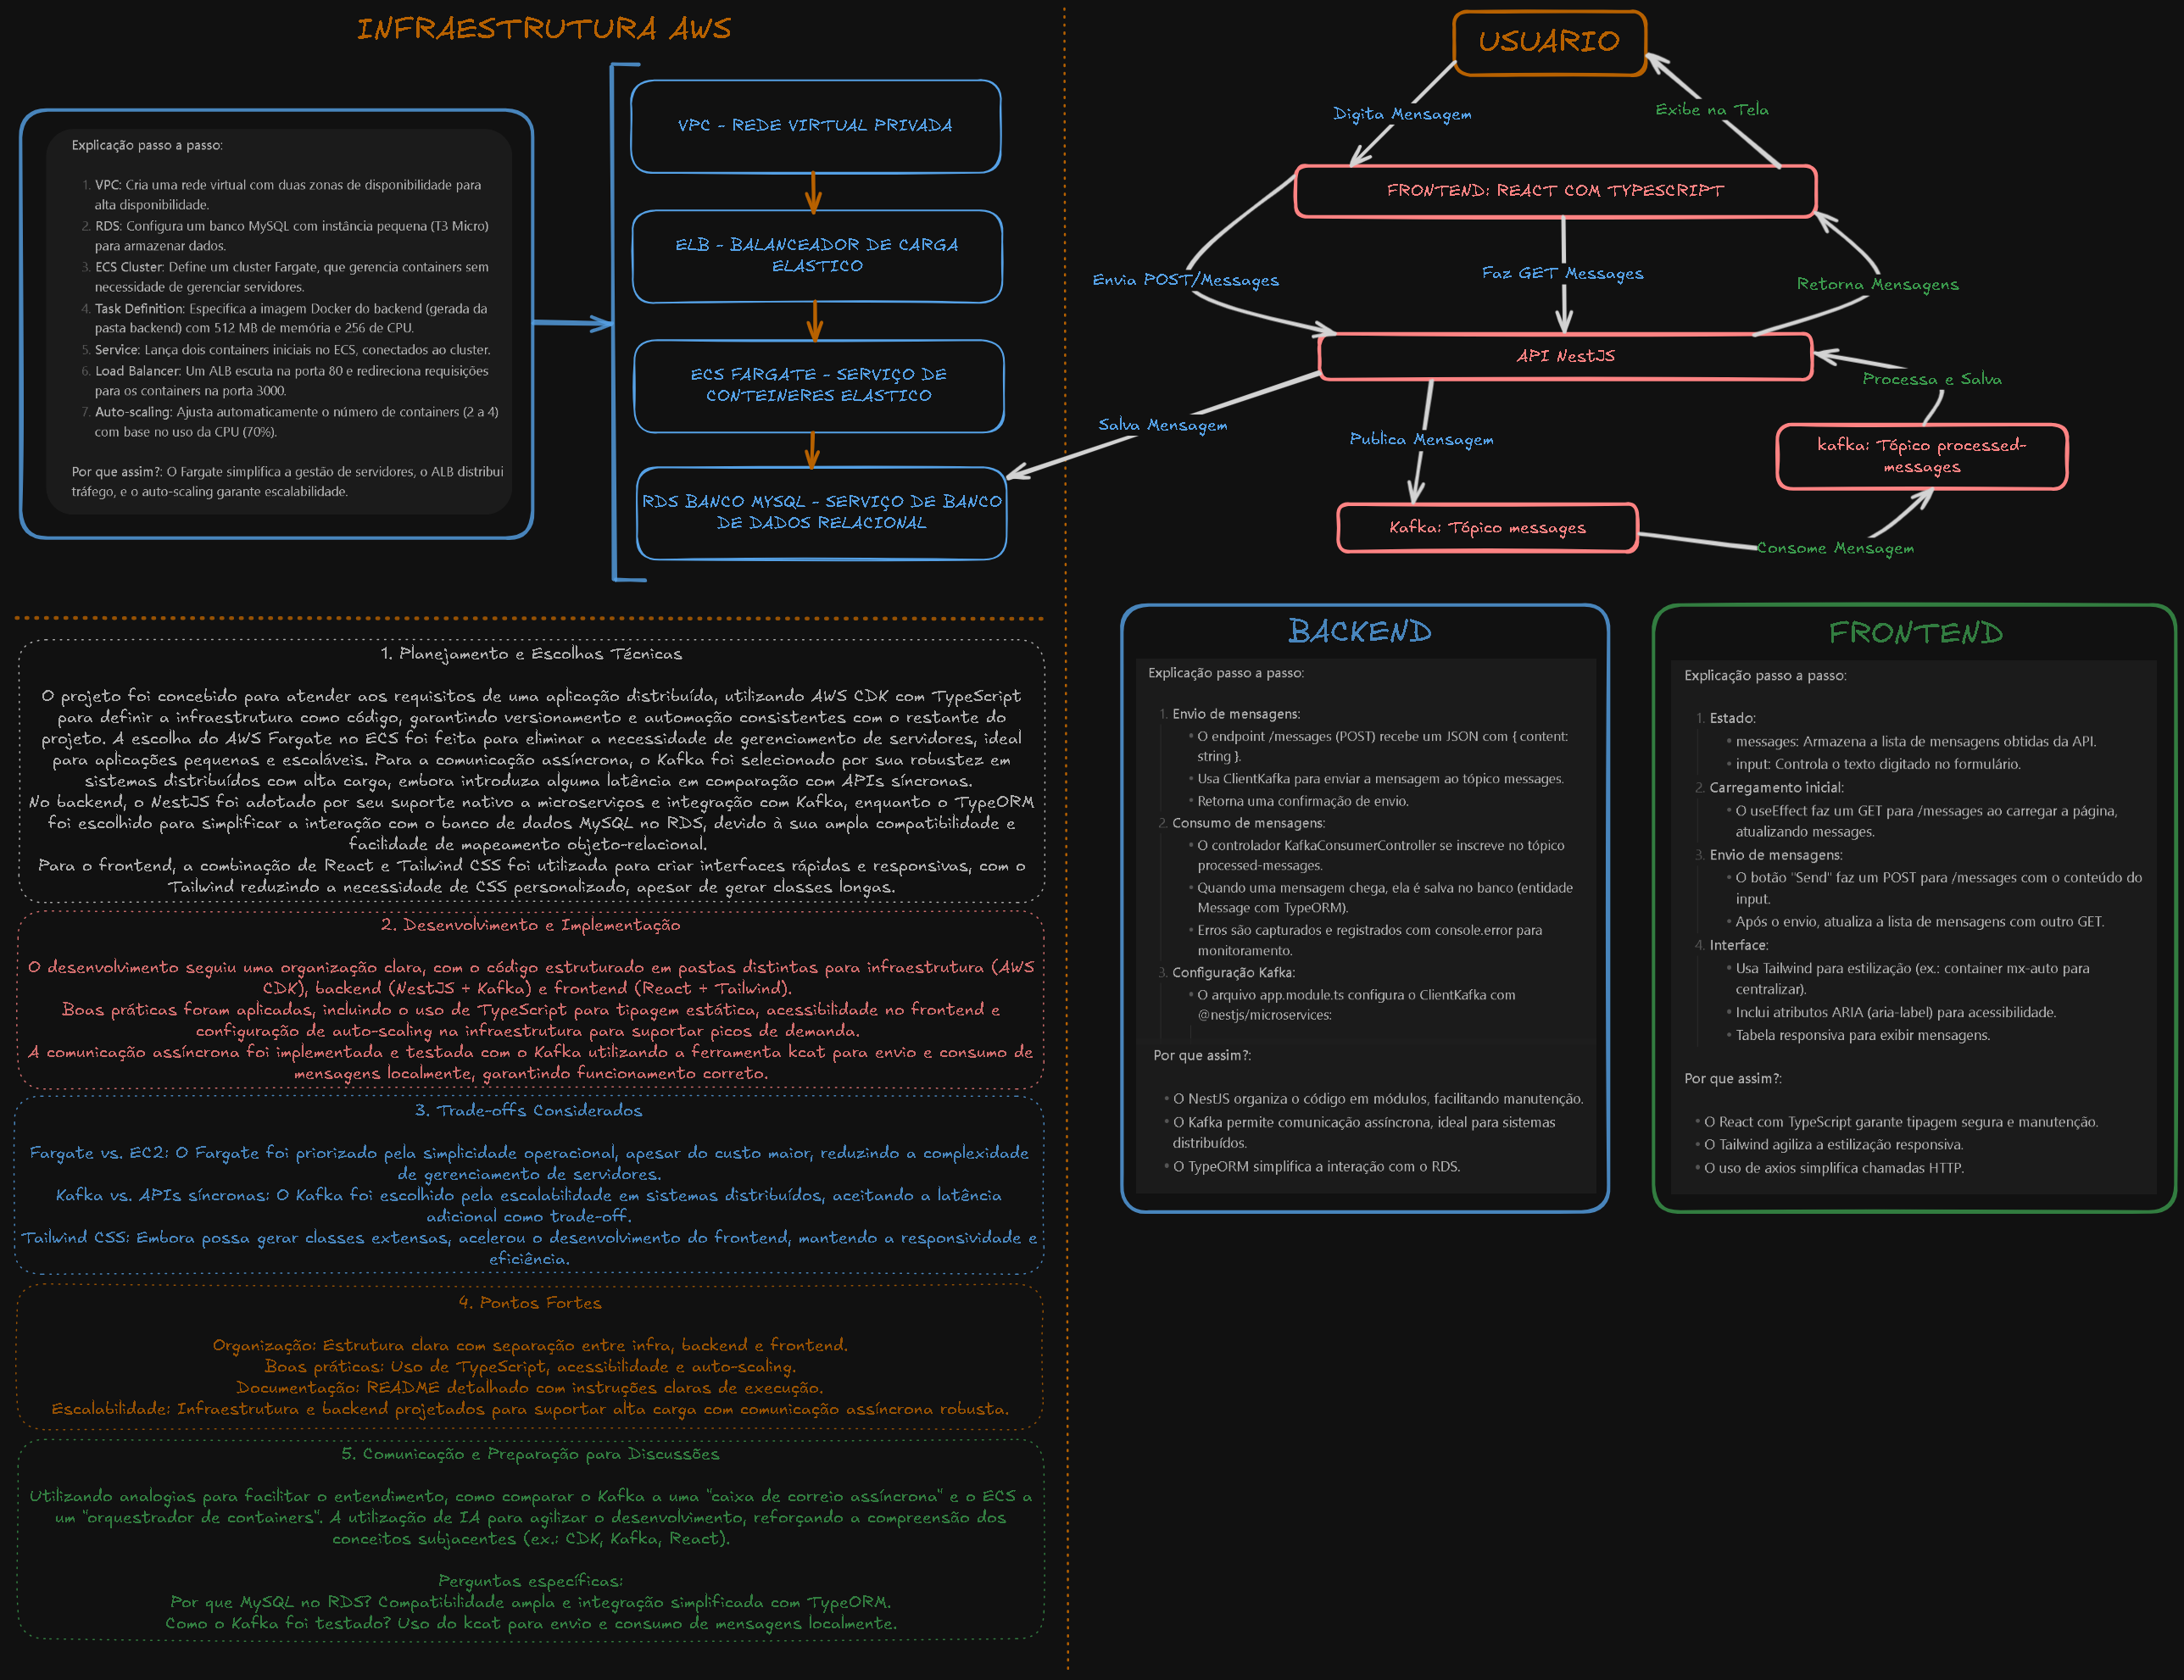 INFRAESTRUTURA AWS
Explicação passo a passo:
1. VPC: Cria uma rede virtual com duas zonas de disponibilidade para
alta disponibilidade.
2. RDS: Configura um banco MySQL com instância pequena (T3 Micro)
para armazenar dados.
3. ECS Cluster: Define um cluster Fargate, que gerencia containers sem
necessidade de gerenciar servidores.
4. Task Definition: Especifica a imagem Docker do backend (gerada da
pasta backend) com 512 MB de memória e 256 de CPU.
5. Service: Lança dois containers iniciais no ECS, conectados ao cluster.
6. Load Balancer: Um ALB escuta na porta 80 e redireciona requisições
para os containers na porta 3000.
7. Auto-scaling: Ajusta automaticamente o número de containers (2 a 4)
com base no uso da CPU (70%).
Por que assim?: O Fargate simplifica a gestão de servidores, o ALB distribui
tráfego, e o auto-scaling garante escalabilidade.
VPC - REDE VIRTUAL PRIVADA
ELB - BALANCEADOR DE CARGA
ELASTICO
ECS FARGATE - SERVIÇO DE
CONTEINERES ELASTICO
RDS BANCO MYSQL - SERVIÇO DE BANCO
DE DADOS RELACIONAL
USUARIO
Digita Mensagem
Exibe na Tela
FRONTEND: REACT COM TYPESCRIPT
Envia POST/Messages
Faz GET Messages
Retorna Mensagens
API NestJS
Processa e Salva
Salva Mensagem
Publica Mensagem
kafka: Tópico processed-
messages
Kafka: Tópico messages
Consome Mensagem
1. Planejamento e Escolhas Técnicas
O projeto foi concebido para atender aos requisitos de uma aplicação distribuída, utilizando AWS CDK com TypeScript
para definir a infraestrutura como código, garantindo versionamento e automação consistentes com o restante do
projeto. A escolha do AWS Fargate no ECS foi feita para eliminar a necessidade de gerenciamento de servidores, ideal
para aplicações pequenas e escaláveis. Para a comunicação assíncrona, o Kafka foi selecionado por sua robustez em
sistemas distribuídos com alta carga, embora introduza alguma latência em comparação com APIs síncronas.
No backend, o NestJS foi adotado por seu suporte nativo a microserviços e integração com Kafka, enquanto o TypeORM
foi escolhido para simplificar a interação com o banco de dados MySQL no RDS, devido à sua ampla compatibilidade e
facilidade de mapeamento objeto-relacional.
Para o frontend, a combinação de React e Tailwind CSS foi utilizada para criar interfaces rápidas e responsivas, com o
Tailwind reduzindo a necessidade de CSS personalizado, apesar de gerar classes longas.
2. Desenvolvimento e Implementação
O desenvolvimento seguiu uma organização clara, com o código estruturado em pastas distintas para infraestrutura (AWS
CDK), backend (NestJS + Kafka) e frontend (React + Tailwind).
Boas práticas foram aplicadas, incluindo o uso de TypeScript para tipagem estática, acessibilidade no frontend e
configuração de auto-scaling na infraestrutura para suportar picos de demanda.
A comunicação assíncrona foi implementada e testada com o Kafka utilizando a ferramenta kcat para envio e consumo de
mensagens localmente, garantindo funcionamento correto.
3. Trade-offs Considerados
Fargate vs. EC2: O Fargate foi priorizado pela simplicidade operacional, apesar do custo maior, reduzindo a complexidade
de gerenciamento de servidores.
Kafka vs. APIs síncronas: O Kafka foi escolhido pela escalabilidade em sistemas distribuídos, aceitando a latência
adicional como trade-off.
Tailwind CSS: Embora possa gerar classes extensas, acelerou o desenvolvimento do frontend, mantendo a responsividade e
eficiência.
4. Pontos Fortes
Organização: Estrutura clara com separação entre infra, backend e frontend.
Boas práticas: Uso de TypeScript, acessibilidade e auto-scaling.
Documentação: README detalhado com instruções claras de execução.
Escalabilidade: Infraestrutura e backend projetados para suportar alta carga com comunicação assíncrona robusta.
5. Comunicação e Preparação para Discussões
Utilizando analogias para facilitar o entendimento, como comparar o Kafka a uma "caixa de correio assíncrona" e o ECS a
um "orquestrador de containers". A utilização de IA para agilizar o desenvolvimento, reforçando a compreensão dos
conceitos subjacentes (ex.: CDK, Kafka, React).
Perguntas específicas:
Por que MySQL no RDS? Compatibilidade ampla e integração simplificada com TypeORM.
Como o Kafka foi testado? Uso do kcat para envio e consumo de mensagens localmente.
BACKEND
Explicação passo a passo:
1. Envio de mensagens:
• O endpoint /messages (POST) recebe um JSON com { content:
string }.
• Usa ClientKafka para enviar a mensagem ao tópico messages.
• Retorna uma confirmação de envio.
2. Consumo de mensagens:
• O controlador KafkaConsumerController se inscreve no tópico
processed-messages.
• Quando uma mensagem chega, ela é salva no banco (entidade
Message com TypeORM).
• Erros são capturados e registrados com console.error para
monitoramento.
3. Configuração Kafka:
• O arquivo app.module.ts configura o ClientKafka com
@nestjs/microservices:
Por que assim?:
• O NestJS organiza o código em módulos, facilitando manutenção.
• O Kafka permite comunicação assíncrona, ideal para sistemas
distribuídos.
• O TypeORM simplifica a interação com o RDS.
FRONTEND
Explicação passo a passo:
1. Estado:
• messages: Armazena a lista de mensagens obtidas da API.
• input: Controla o texto digitado no formulário.
2. Carregamento inicial:
• O useEffect faz um GET para /messages ao carregar a página,
atualizando messages.
3. Envio de mensagens:
• O botão "Send" faz um POST para /messages com o conteúdo do
input.
• Após o envio, atualiza a lista de mensagens com outro GET.
4. Interface:
• Usa Tailwind para estilização (ex.: container mx-auto para
centralizar).
• Inclui atributos ARIA (aria-label) para acessibilidade.
• Tabela responsiva para exibir mensagens.
Por que assim?:
• O React com TypeScript garante tipagem segura e manutenção.
• O Tailwind agiliza a estilização responsiva.
• O uso de axios simplifica chamadas HTTP.